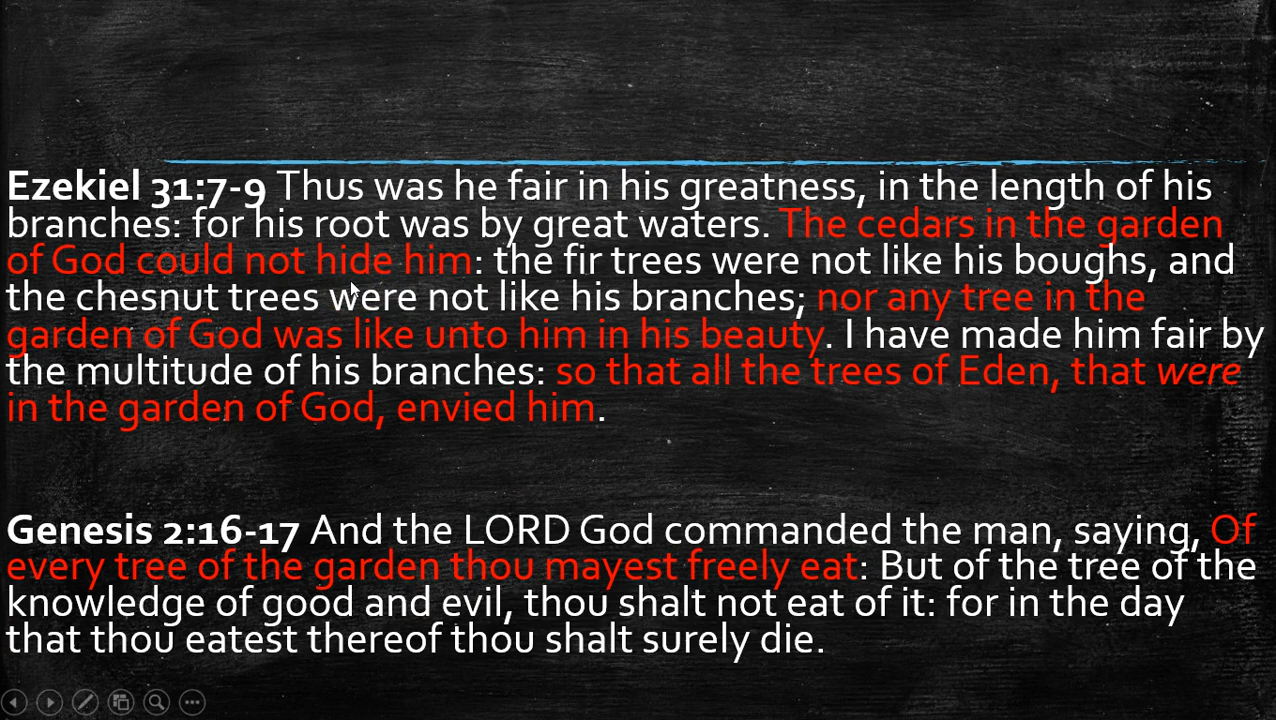 Ezekiel 31:7-9 Thus was he fair in his greatness, in the length of his
branches: for his root was by great waters. The cedars in the garden
of God could not hide him: the fir trees were not like his boughs, and
the chesnut trees were not like his branches; nor any tree in the
garden of God was like unto him in his beauty. I have made him fair by
the multitude of his branches: so that all the trees of Eden, that were
in the garden of God, envied him.
Genesis 2:16-17 And the LORD God commanded the man, saying, Of
every tree of the garden thou mayest freely eat: But of the tree of the
knowledge of good and evil, thou shalt not eat of it: for in the day
that thou eatest thereof thou shalt surely die.